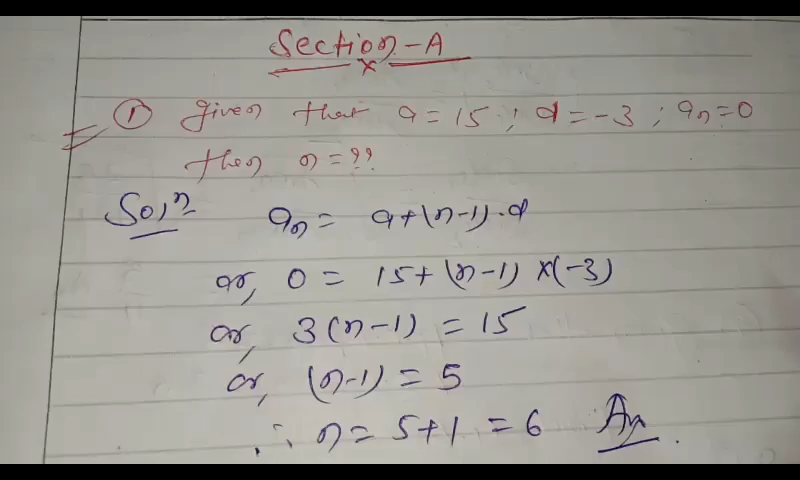 Section-A
① Given that a = 15 ; d = -3 ; aₙ = 0
then n = ??
Solⁿ aₙ = a+(n-1).d
or, 0 = 15+(n-1)×(-3)
or, 3(n-1) = 15
or, (n-1) = 5
∴ n = 5+1 = 6 An